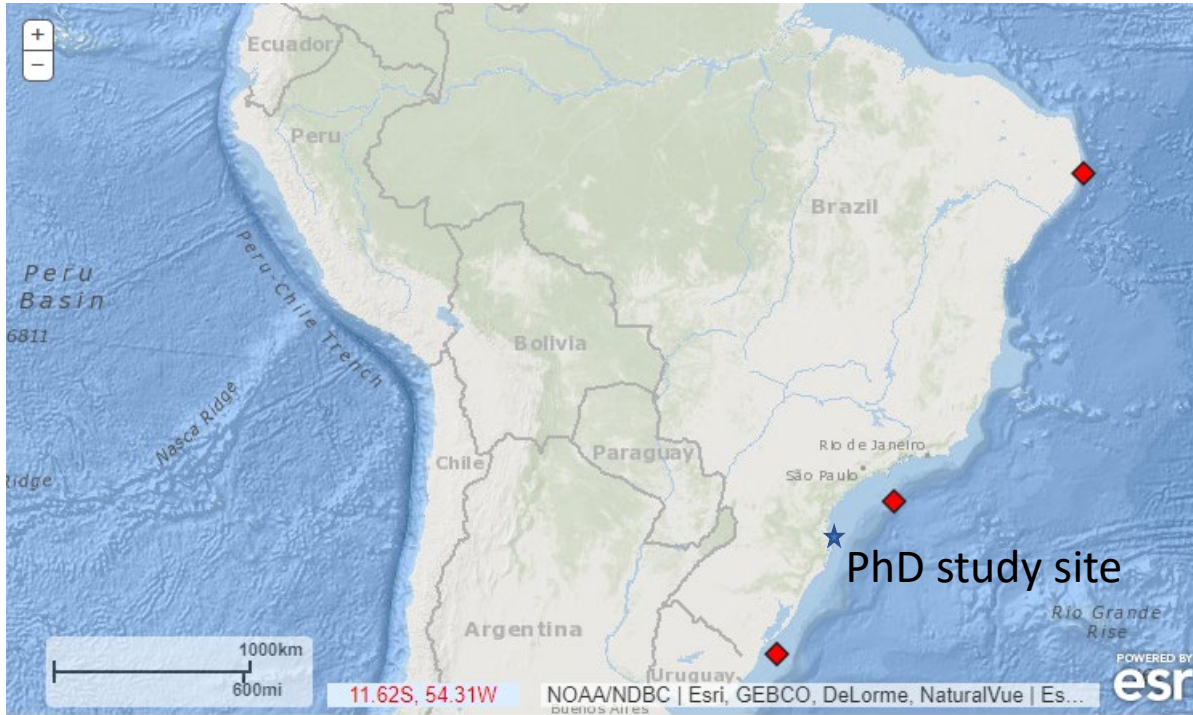 +
−
Ecuador
Peru
Brazil
Peru
Basin
6811
Peru-Chile Trench
Bolivia
Nasca Ridge
Paraguay
Rio de Janeiro
São Paulo
Chile
Ridge
PhD study site
Rio Grande
Rise
Argentina
Uruguay
1000km
600mi
11.62S, 54.31W
NOAA/NDBC | Esri, GEBCO, DeLorme, NaturalVue | Es...
Buenos Aires
POWERED BY
esri